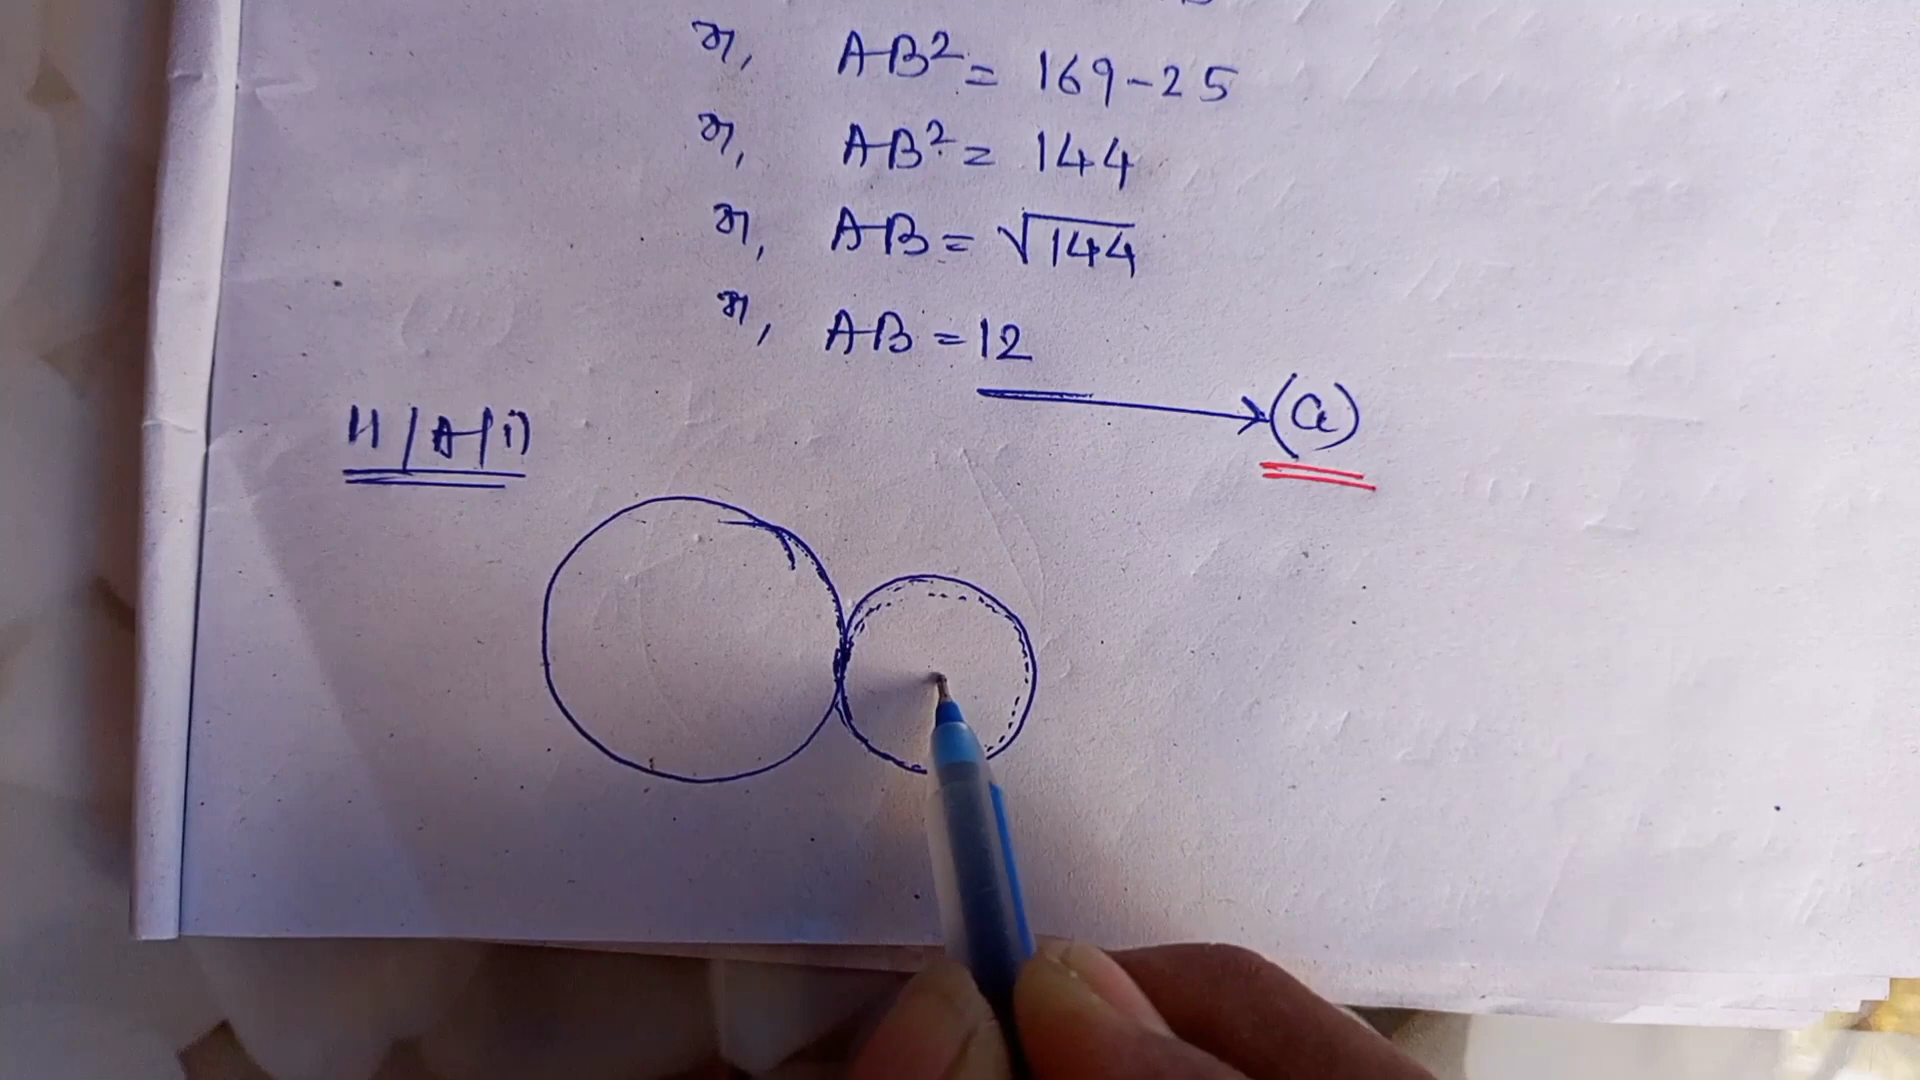 বা, AB² = 169-25
বা, AB² = 144
বা, AB = √144
বা, AB = 12
(a)
11/A(i)